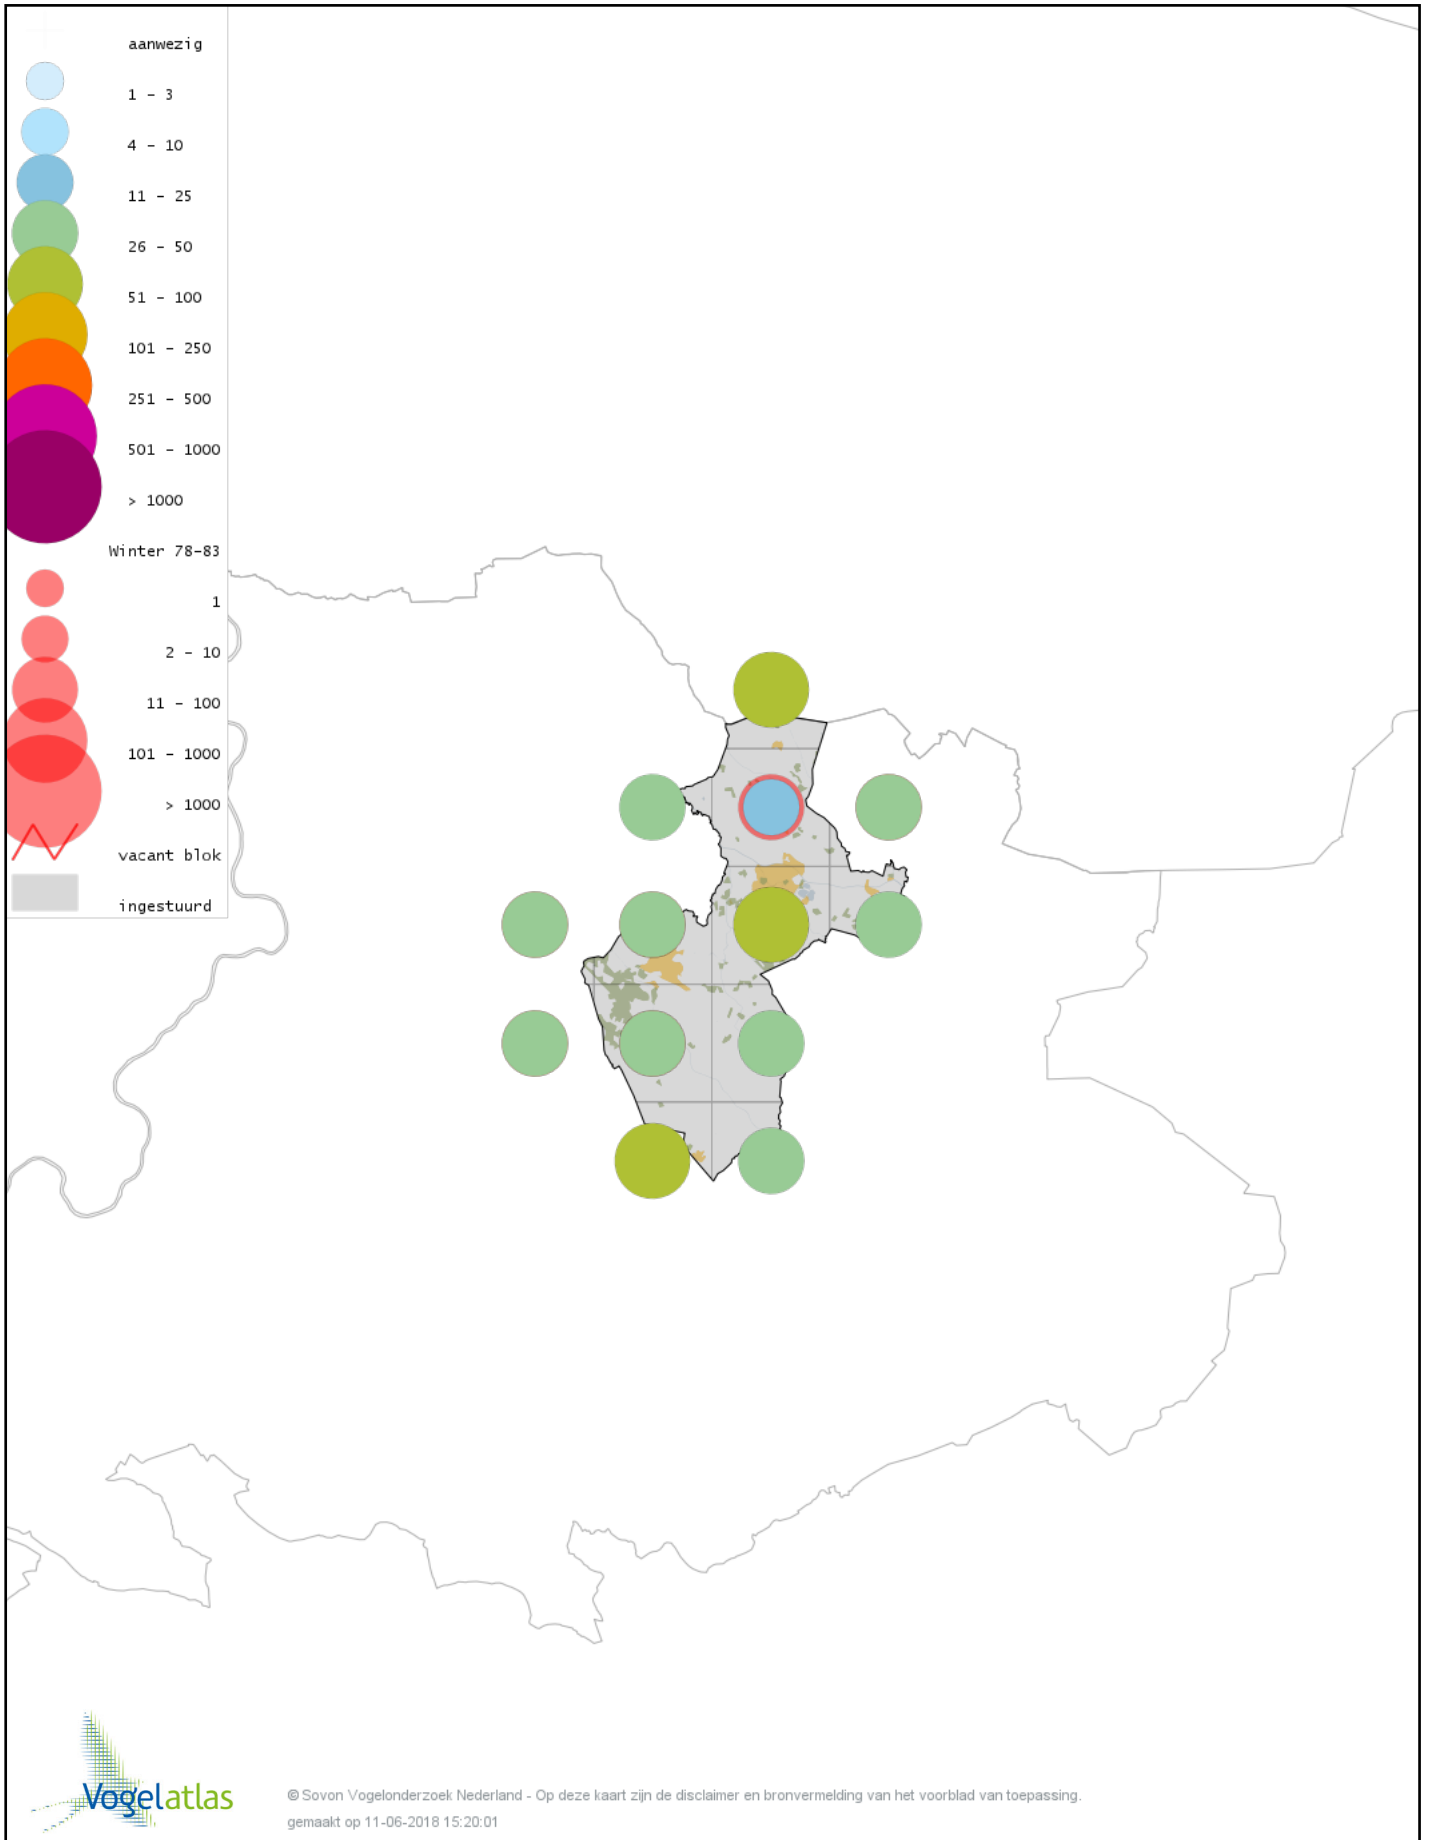 aanwezig
1 - 3
4 - 10
11 - 25
26 - 50
51 - 100
101 - 250
251 - 500
501 - 1000
> 1000
Winter 78-83
1
2 - 10
11 - 100
101 - 1000
> 1000
vacant blok
ingestuurd
Vogelatlas
© Sovon Vogelonderzoek Nederland - Op deze kaart zijn de disclaimer en bronvermelding van het voorblad van toepassing.
gemaakt op 11-06-2018 15:20:01